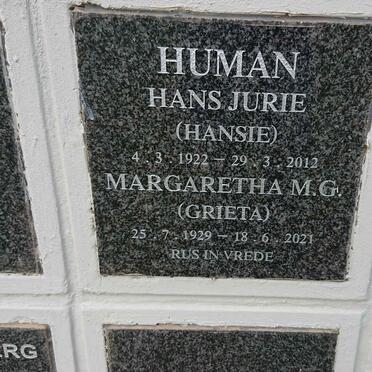 HUMAN
HANS JURIE
(HANSIE)
4 . 3 . 1922 – 29 . 3 . 2012
MARGARETHA M.G.
(GRIETA)
25 . 7 . 1929 – 18 . 6 . 2021
RUS IN VREDE
ERG